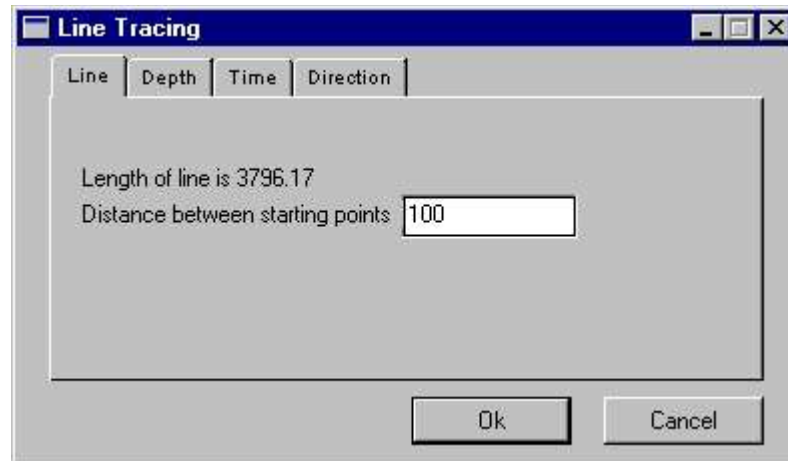 Line Tracing
Line Depth Time Direction
Length of line is 3796.17
Distance between starting points 100
Ok Cancel